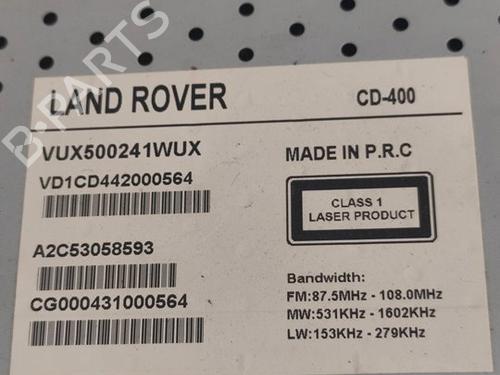 B-PARTS
LAND ROVER
CD-400
VUX500241WUX
MADE IN P.R.C
VD1CD442000564
CLASS 1
LASER PRODUCT
A2C53058593
CG000431000564
Bandwidth:
FM:87.5MHz - 108.0MHz
MW:531KHz - 1602KHz
LW:153KHz - 279KHz